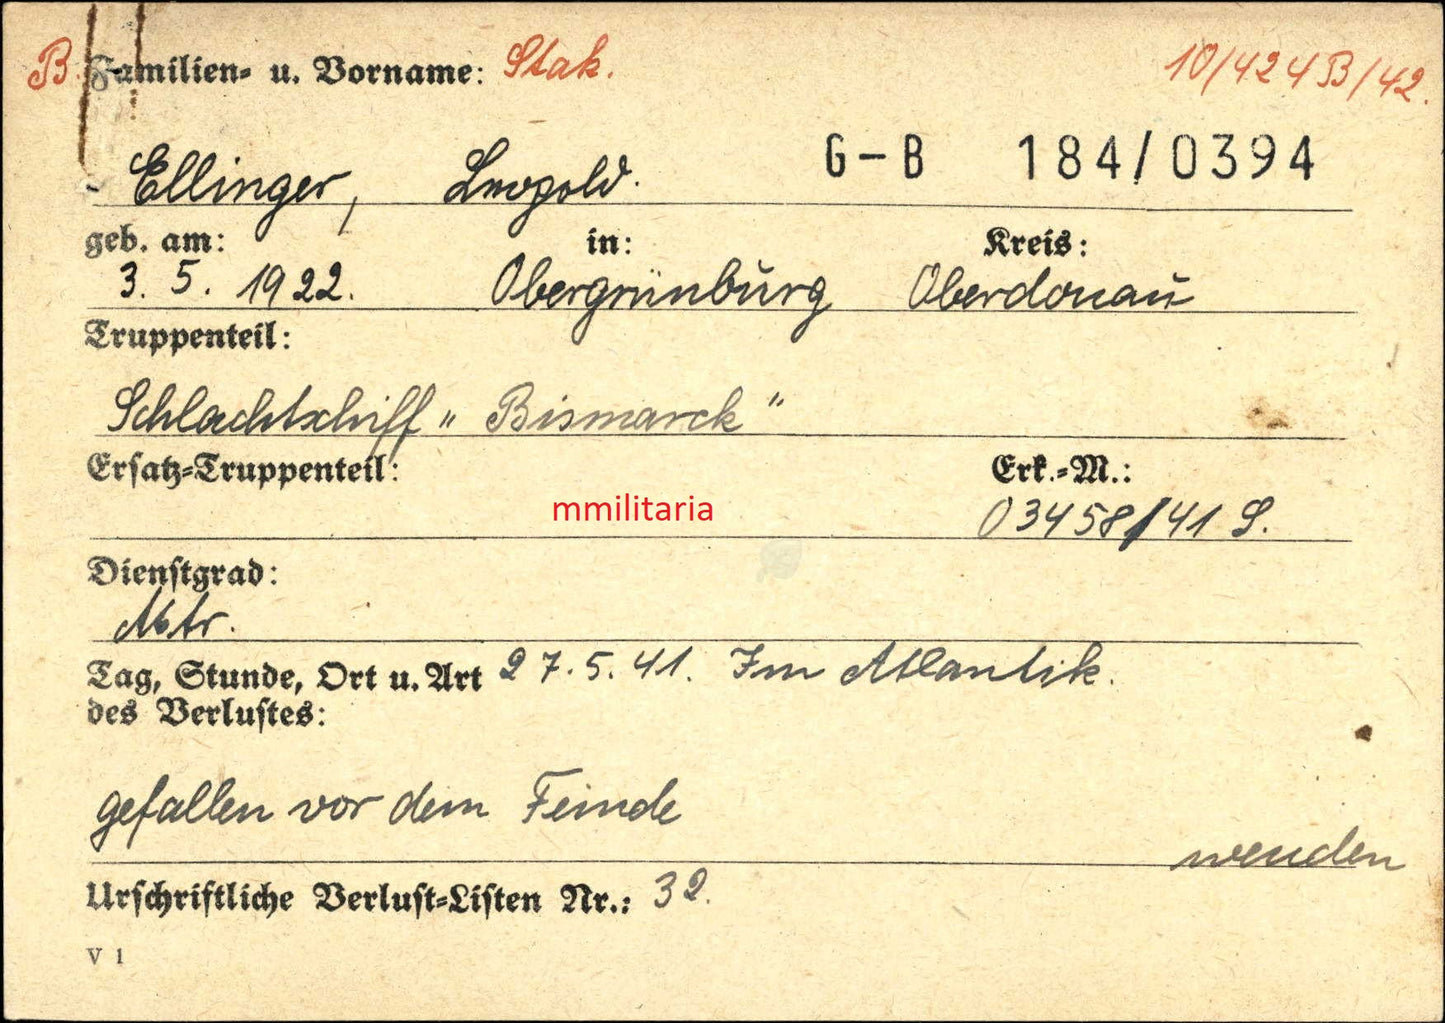 B. Familien- u. Vorname: Stak. 10/424 B/42.
Ellinger, Leopold. G-B 184/0394
geb. am: in: Kreis:
3. 5. 1922. Obergrünburg Oberdonau
Truppenteil:
Schlachtschiff „ Bismarck "
Ersatz-Truppenteil: Erk.-M.:
mmilitaria O 3458/41 S.
Dienstgrad:
Mtr.
Tag, Stunde, Ort u. Art 27.5.41. Im Atlantik.
des Verlustes:
gefallen vor dem Feinde
wenden
Urschriftliche Verlust-Listen Nr.: 32.
V 1